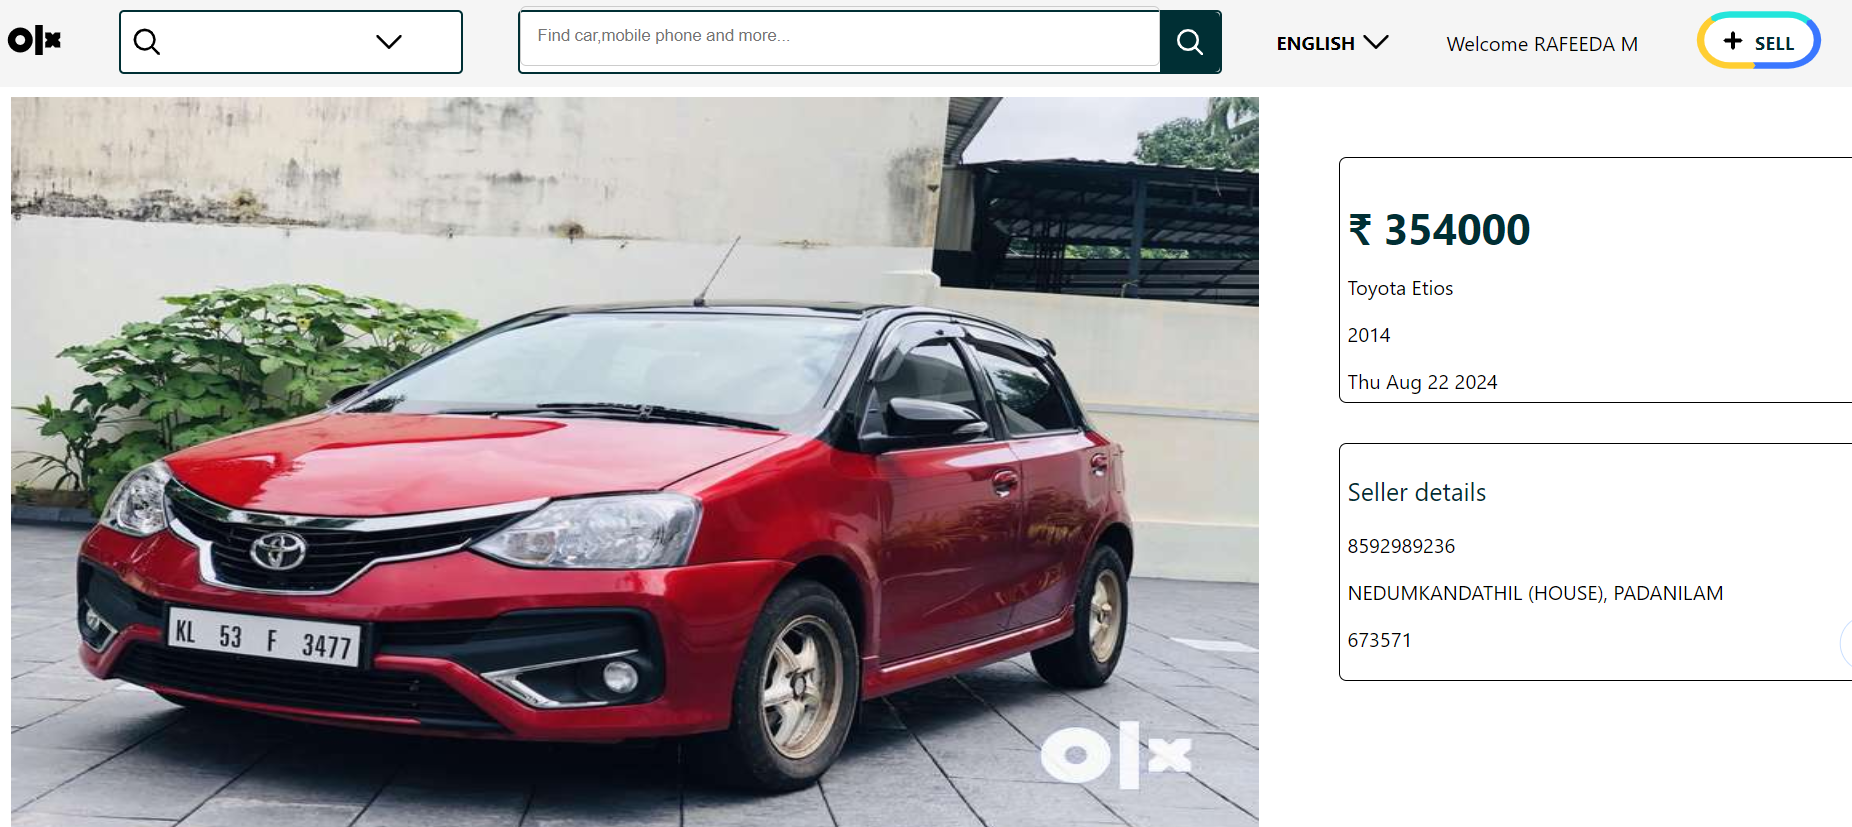 olx
Find car,mobile phone and more...
ENGLISH
Welcome RAFEEDA M
+ SELL
₹ 354000
Toyota Etios
2014
Thu Aug 22 2024
Seller details
8592989236
NEDUMKANDATHIL (HOUSE), PADANILAM
673571
KL 53 F 3477
olx